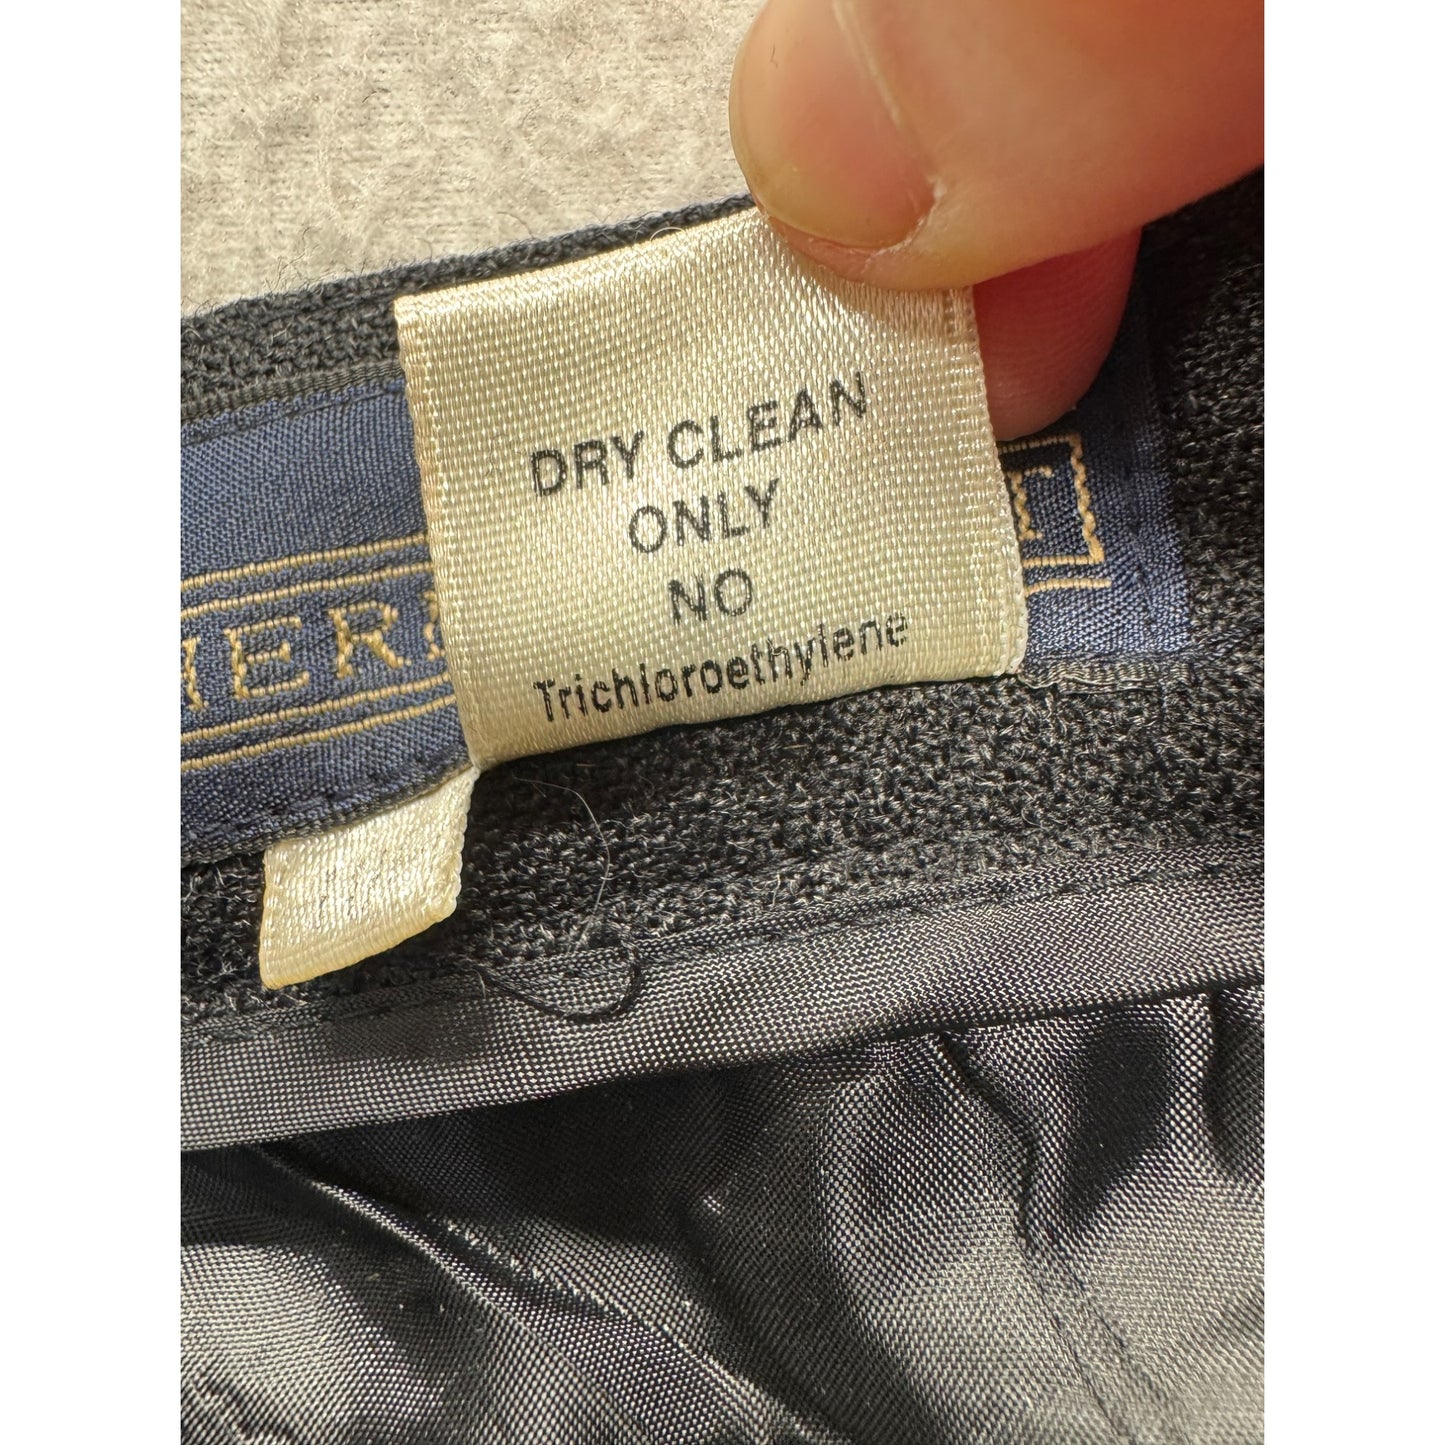 DRY CLEAN
ONLY
NO
Trichloroethylene